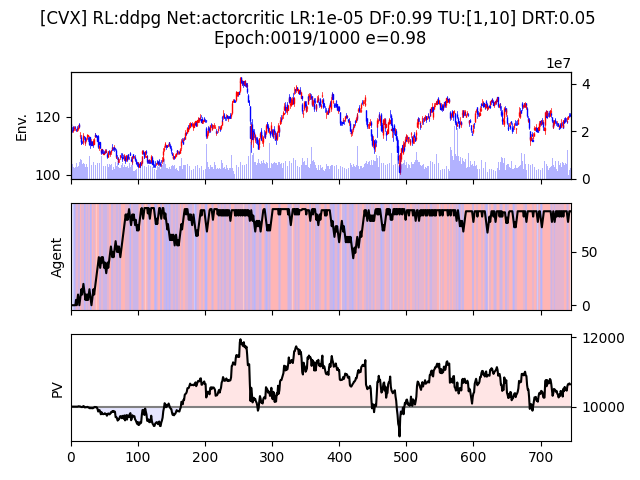 [CVX] RL:ddpg Net:actorcritic LR:1e-05 DF:0.99 TU:[1,10] DRT:0.05
Epoch:0019/1000 e=0.98
1e7
Env.
120
100
4
2
0
Agent
50
0
PV
12000
10000
0 100 200 300 400 500 600 700